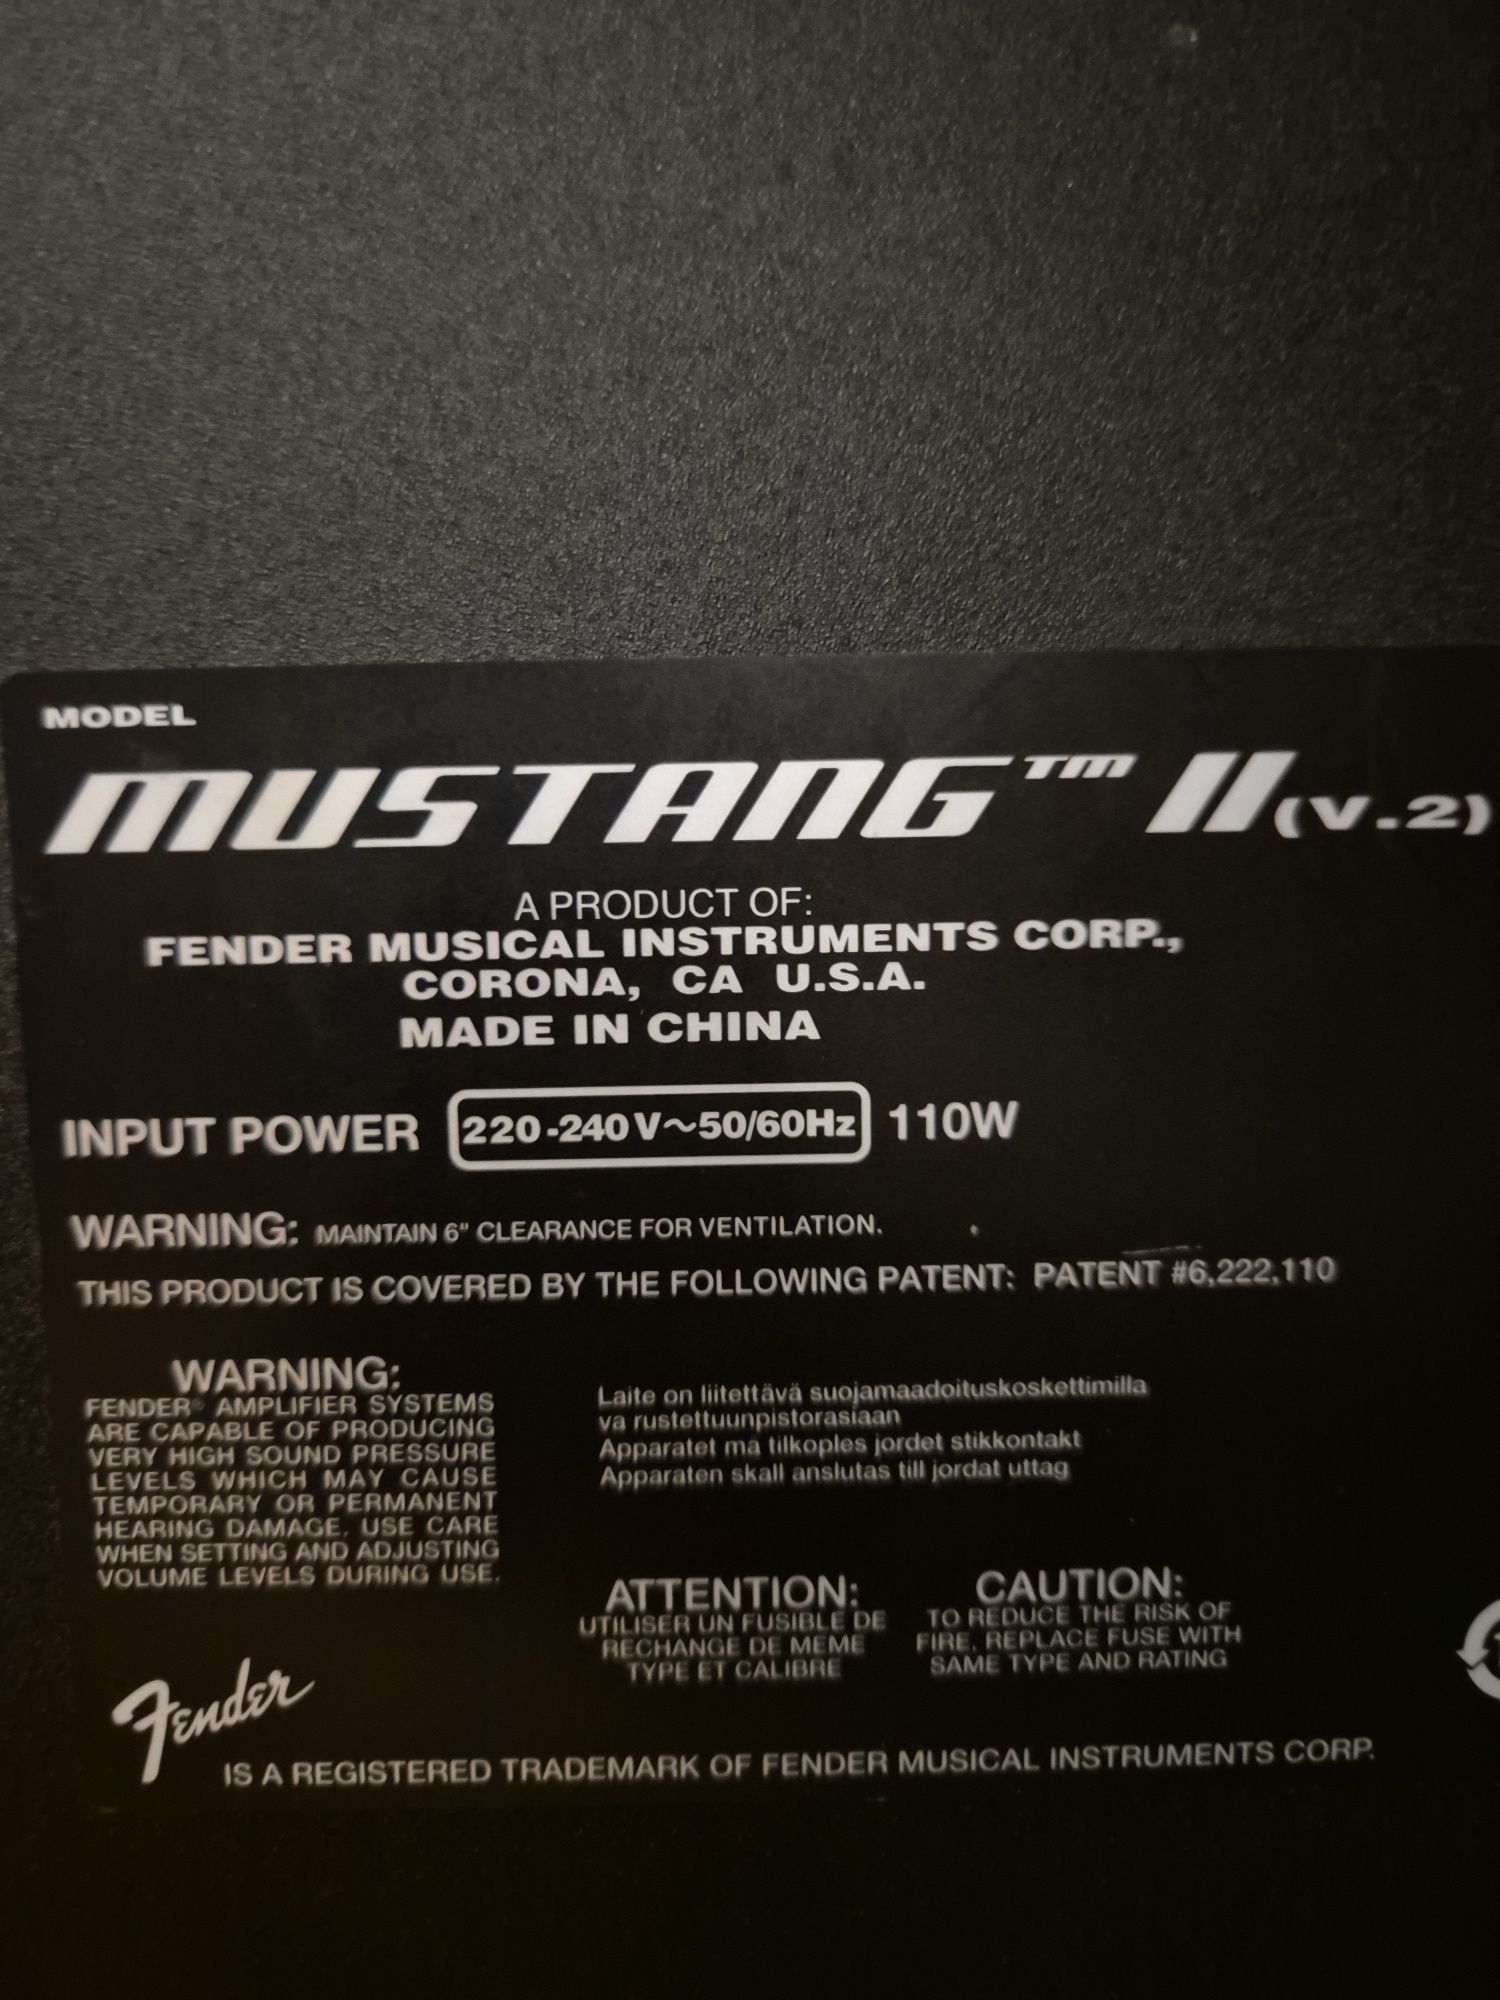 MODEL
MUSTANG™ II (V.2)
A PRODUCT OF:
FENDER MUSICAL INSTRUMENTS CORP.,
CORONA, CA U.S.A.
MADE IN CHINA
INPUT POWER 220-240V~50/60Hz 110W
WARNING: MAINTAIN 6" CLEARANCE FOR VENTILATION.
THIS PRODUCT IS COVERED BY THE FOLLOWING PATENT: PATENT #6,222,110
WARNING:
FENDER® AMPLIFIER SYSTEMS
ARE CAPABLE OF PRODUCING
VERY HIGH SOUND PRESSURE
LEVELS WHICH MAY CAUSE
TEMPORARY OR PERMANENT
HEARING DAMAGE. USE CARE
WHEN SETTING AND ADJUSTING
VOLUME LEVELS DURING USE.
Laite on liitettävä suojamaadoituskoskettimilla
va rustettuunpistorasiaan
Apparatet må tilkoples jordet stikkontakt
Apparaten skall anslutas till jordat uttag
ATTENTION:
UTILISER UN FUSIBLE DE
RECHANGE DE MEME
TYPE ET CALIBRE
CAUTION:
TO REDUCE THE RISK OF
FIRE, REPLACE FUSE WITH
SAME TYPE AND RATING
Fender
IS A REGISTERED TRADEMARK OF FENDER MUSICAL INSTRUMENTS CORP.